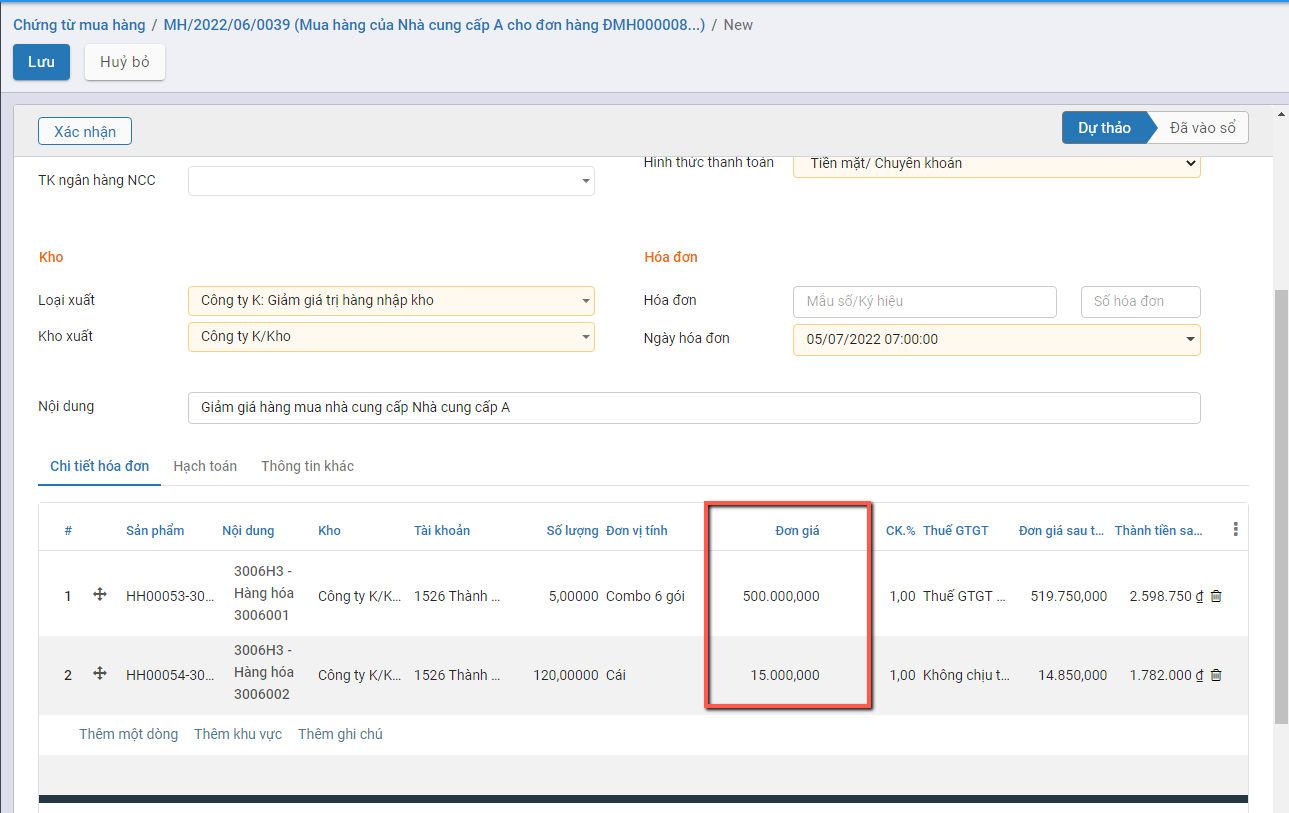 Chứng từ mua hàng / MH/2022/06/0039 (Mua hàng của Nhà cung cấp A cho đơn hàng ĐMH000008...) / New
Lưu Huỷ bỏ
Xác nhận Dự thảo Đã vào sổ
Hình thức thanh toán Tiền mặt/ Chuyển khoản
TK ngân hàng NCC
Kho Hóa đơn
Loại xuất Công ty K: Giảm giá trị hàng nhập kho Hóa đơn Mẫu số/Ký hiệu Số hóa đơn
Kho xuất Công ty K/Kho Ngày hóa đơn 05/07/2022 07:00:00
Nội dung Giảm giá hàng mua nhà cung cấp Nhà cung cấp A
Chi tiết hóa đơn Hạch toán Thông tin khác
# Sản phẩm Nội dung Kho Tài khoản Số lượng Đơn vị tính Đơn giá CK.% Thuế GTGT Đơn giá sau t... Thành tiền sa...
1 HH00053-30... 3006H3 - Hàng hóa 3006001 Công ty K/K... 1526 Thành ... 5,00000 Combo 6 gói 500.000,000 1,00 Thuế GTGT ... 519.750,000 2.598.750 ₫
2 HH00054-30... 3006H3 - Hàng hóa 3006002 Công ty K/K... 1526 Thành ... 120,00000 Cái 15.000,000 1,00 Không chịu t... 14.850,000 1.782.000 ₫
Thêm một dòng Thêm khu vực Thêm ghi chú